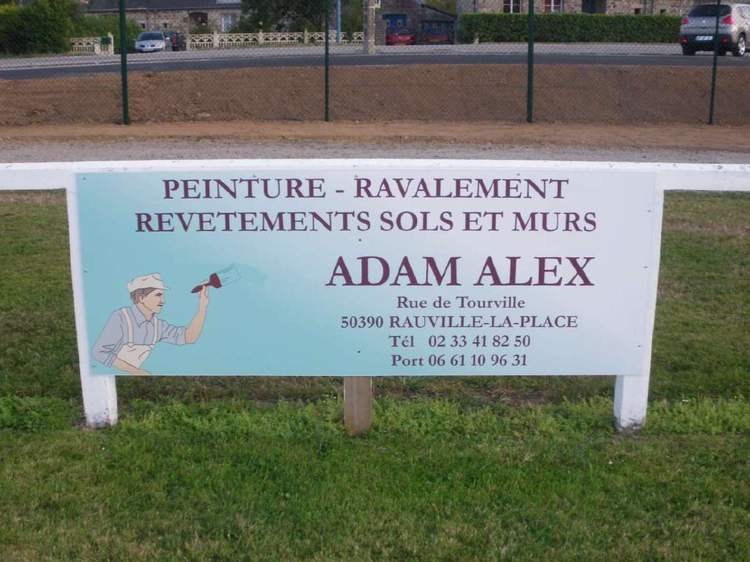 PEINTURE - RAVALEMENT
REVETEMENTS SOLS ET MURS
ADAM ALEX
Rue de Tourville
50390 RAUVILLE-LA-PLACE
Tél 02 33 41 82 50
Port 06 61 10 96 31